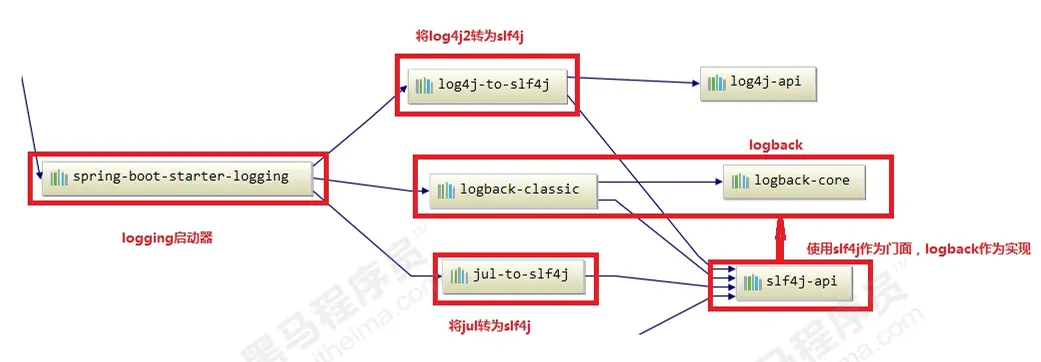 将log4j2转为slf4j
log4j-to-slf4j
log4j-api
logback
spring-boot-starter-logging
logback-classic
logback-core
logging启动器
使用slf4j作为门面，logback作为实现
jul-to-slf4j
slf4j-api
将jul转为slf4j
黑马程序员
itheima.com